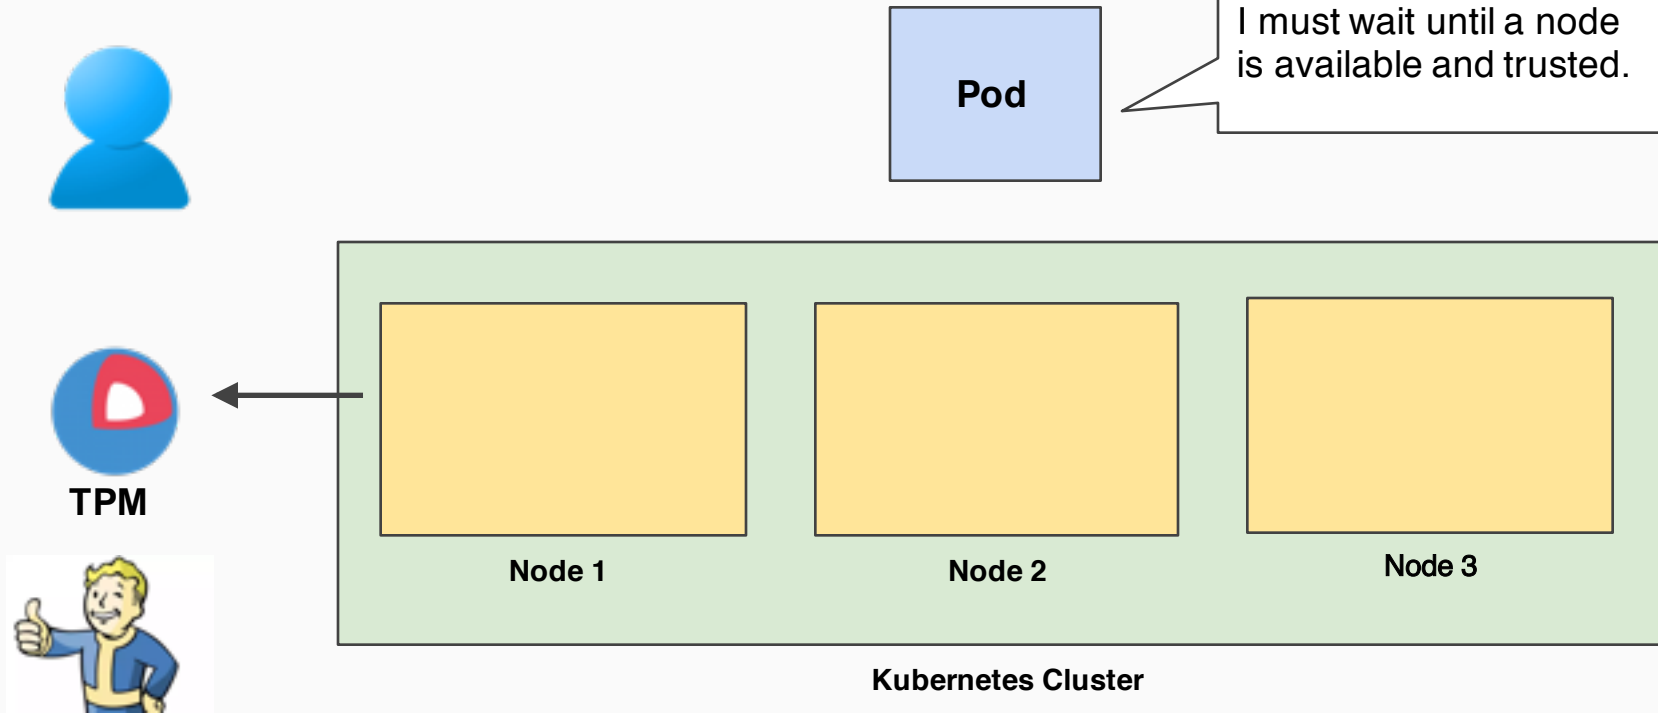 I must wait until a node
is available and trusted.
Pod
TPM
Node 1
Node 2
Node 3
Kubernetes Cluster